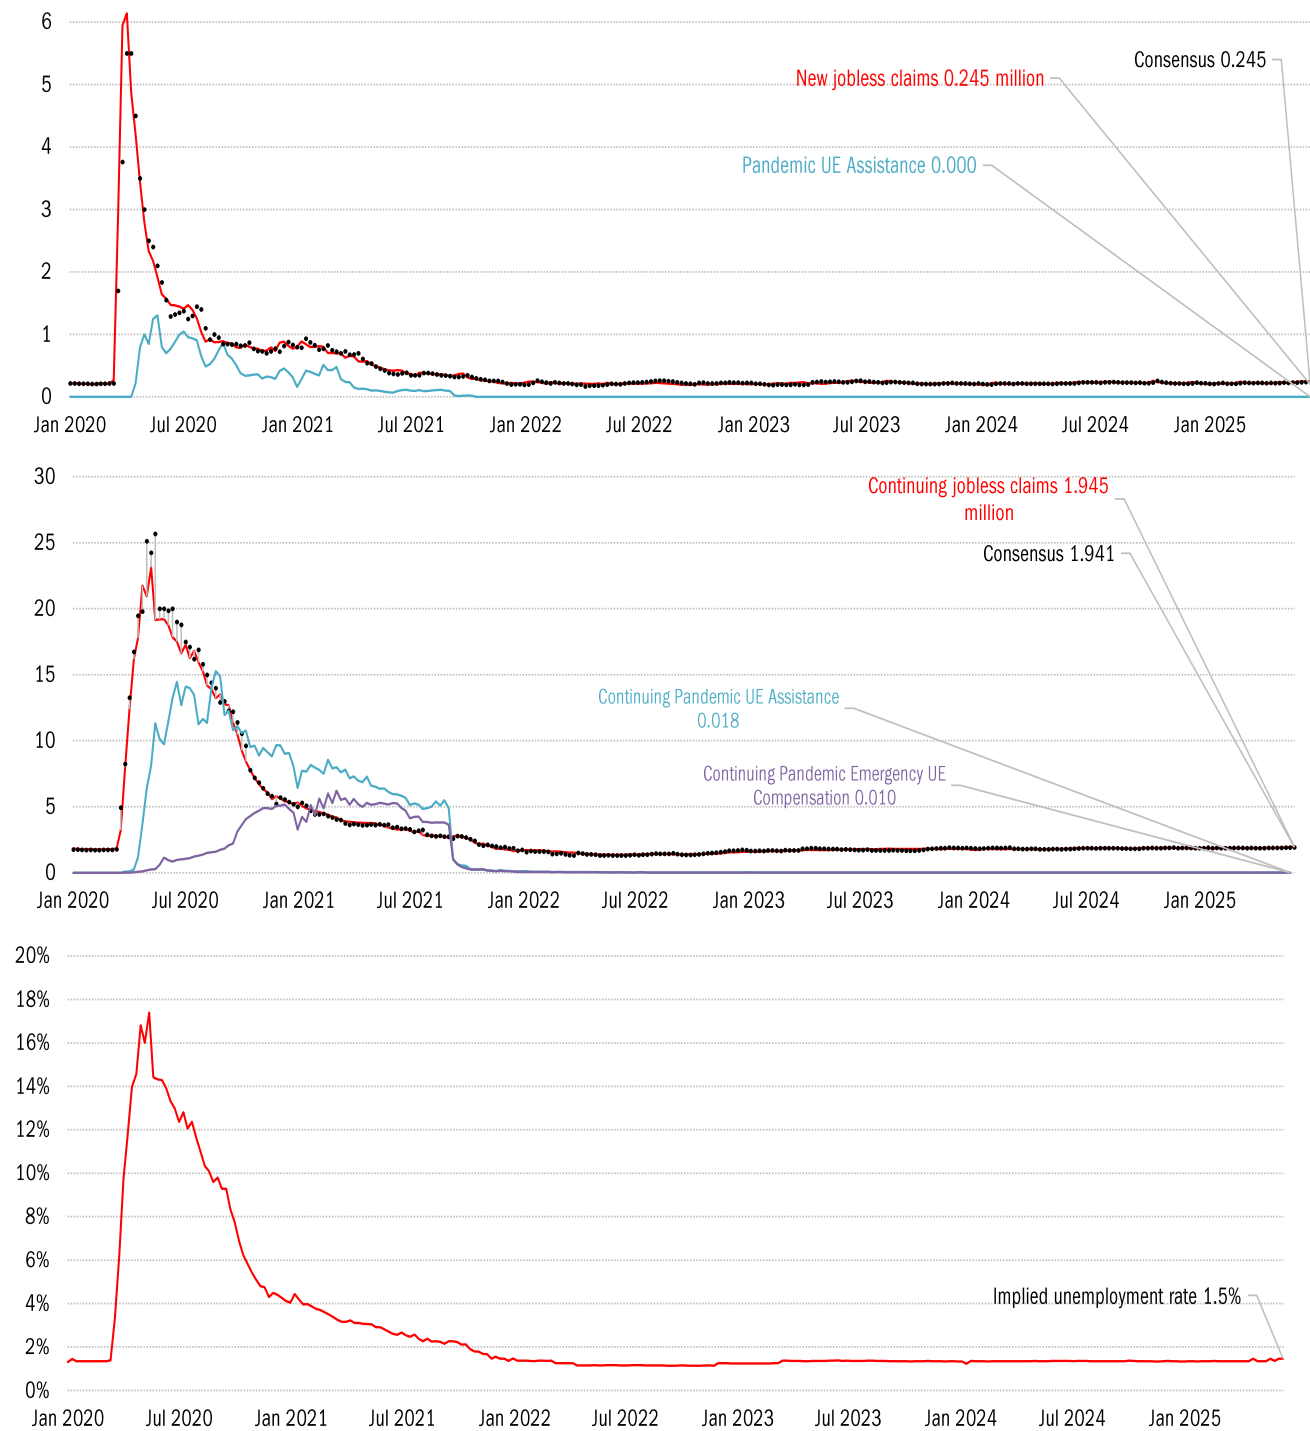 6
Consensus 0.245
New jobless claims 0.245 million
5
4
Pandemic UE Assistance 0.000
3
2
1
0
Jan 2020 Jul 2020 Jan 2021 Jul 2021 Jan 2022 Jul 2022 Jan 2023 Jul 2023 Jan 2024 Jul 2024 Jan 2025
30
Continuing jobless claims 1.945
million
25
Consensus 1.941
20
15
Continuing Pandemic UE Assistance
0.018
10
Continuing Pandemic Emergency UE
Compensation 0.010
5
0
Jan 2020 Jul 2020 Jan 2021 Jul 2021 Jan 2022 Jul 2022 Jan 2023 Jul 2023 Jan 2024 Jul 2024 Jan 2025
20%
18%
16%
14%
12%
10%
8%
6%
4%
Implied unemployment rate 1.5%
2%
0%
Jan 2020 Jul 2020 Jan 2021 Jul 2021 Jan 2022 Jul 2022 Jan 2023 Jul 2023 Jan 2024 Jul 2024 Jan 2025